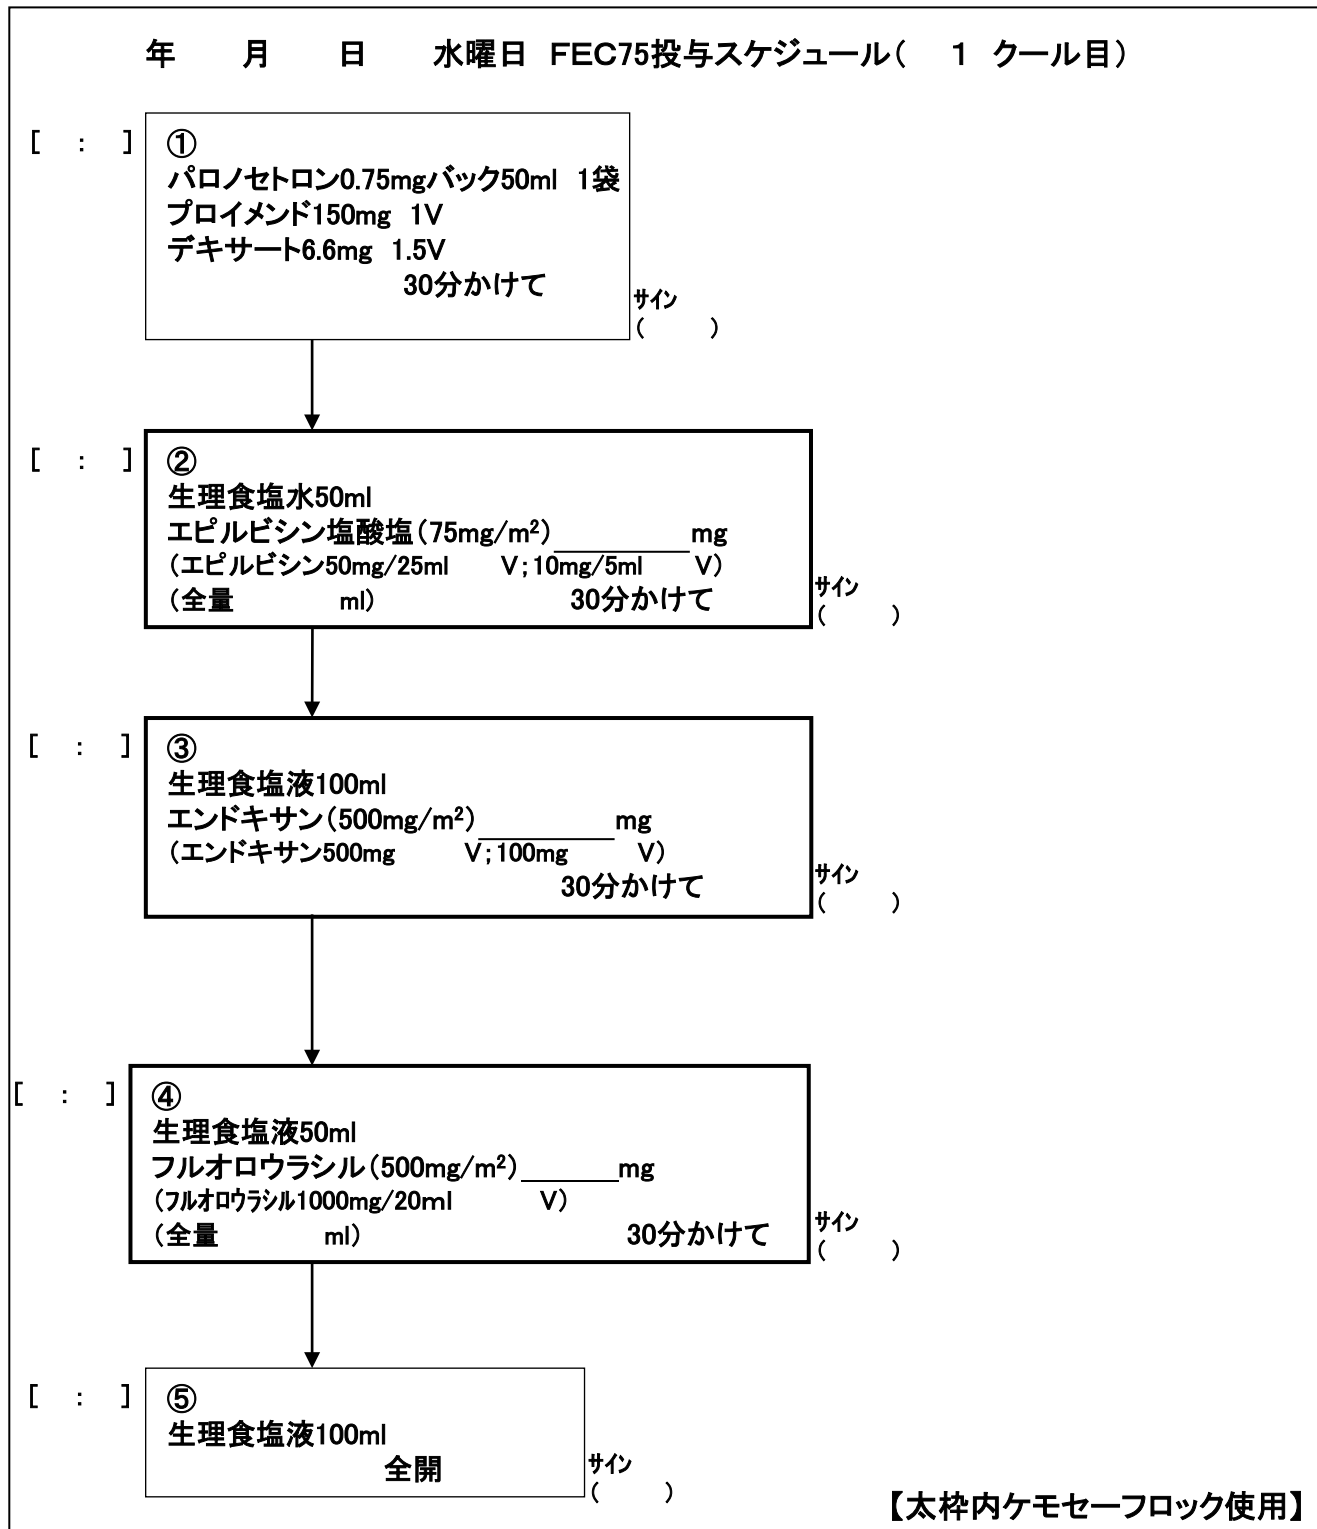 年 月 日 水曜日 FEC75投与スケジュール( 1 クール目)
[ : ]
①
パロノセトロン0.75mgバック50ml 1袋
プロイメンド150mg 1V
デキサート6.6mg 1.5V
30分かけて
サイン
( )
[ : ]
②
生理食塩水50ml
エピルビシン塩酸塩(75mg/m²)________mg
(エピルビシン50mg/25ml V;10mg/5ml V)
(全量 ml) 30分かけて
サイン
( )
[ : ]
③
生理食塩液100ml
エンドキサン(500mg/m²)________mg
(エンドキサン500mg V;100mg V)
30分かけて
サイン
( )
[ : ]
④
生理食塩液50ml
フルオロウラシル(500mg/m²)______mg
(フルオロウラシル1000mg/20ml V)
(全量 ml) 30分かけて
サイン
( )
[ : ]
⑤
生理食塩液100ml
全開
サイン
( )
【太枠内ケモセーフロック使用】